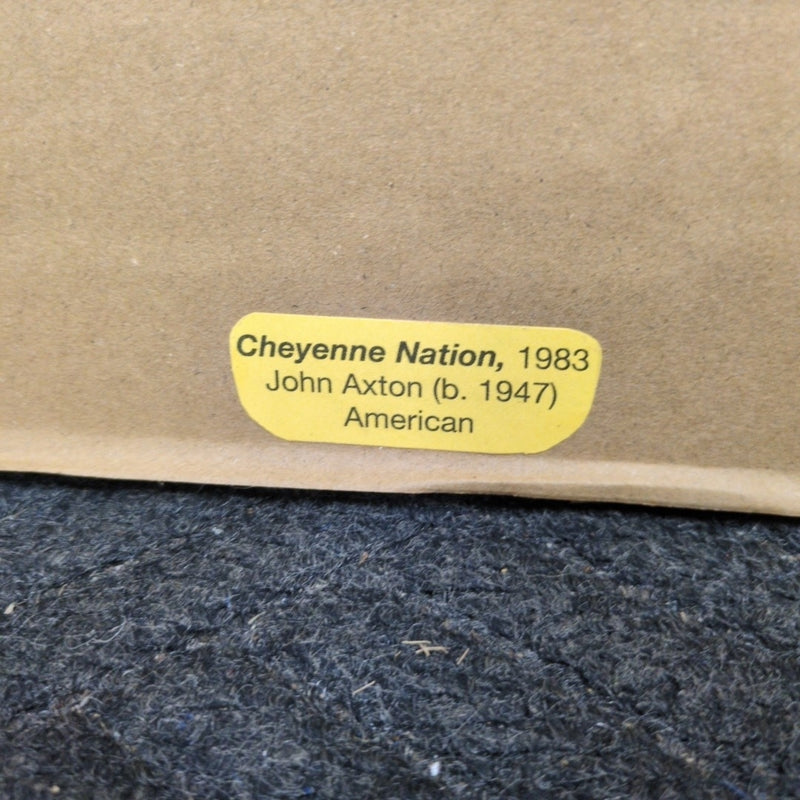 Cheyenne Nation, 1983
John Axton (b. 1947)
American